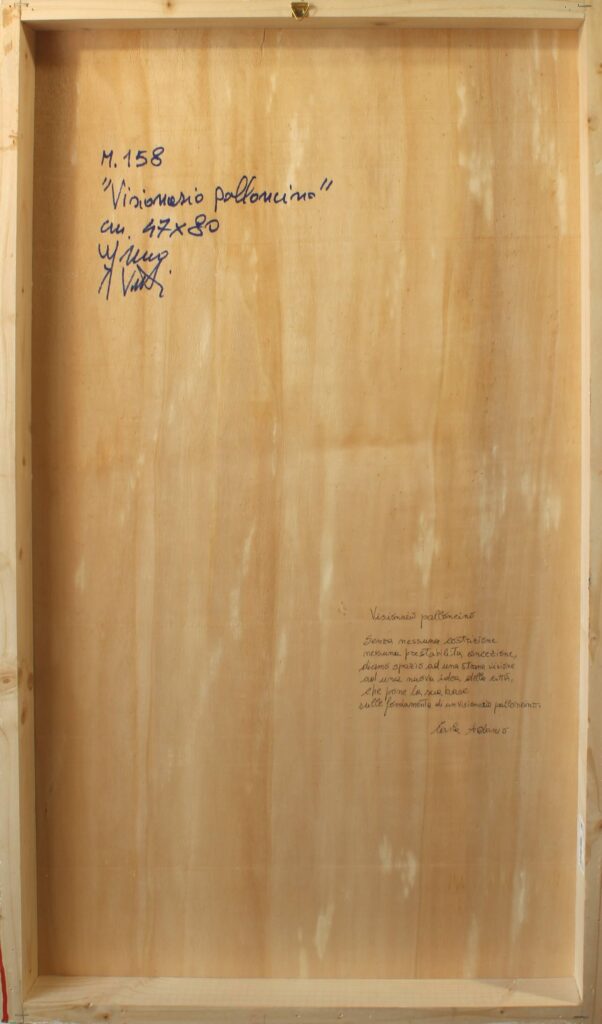 M. 158
"Visionario palloncino"
cm. 47x80
Visionario palloncino
Senza nessuna costrizione
nessuna prestabilita concezione,
diamo spazio ad una strana visione
ad una nuova idea della città,
che pone la sua base
sulle fondamenta di un visionario palloncino.